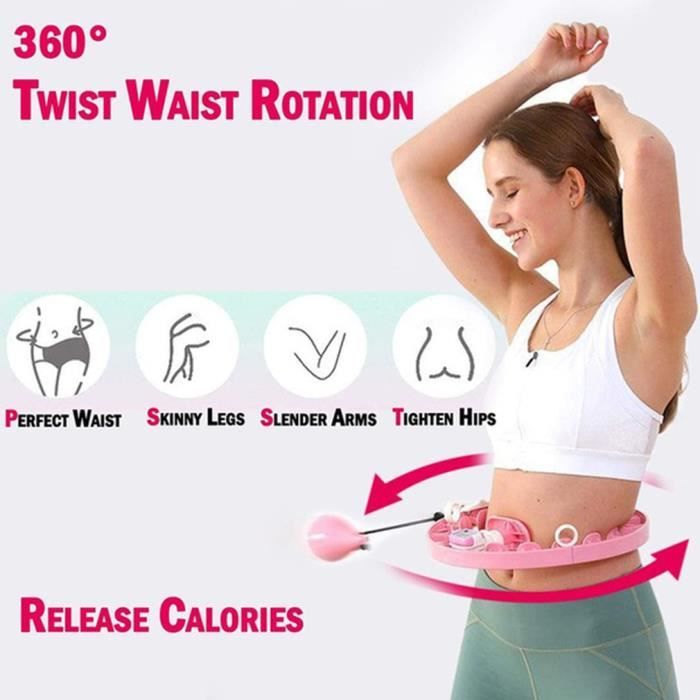 360°
TWIST WAIST ROTATION
PERFECT WAIST
SKINNY LEGS
SLENDER ARMS
TIGHTEN HIPS
RELEASE CALORIES